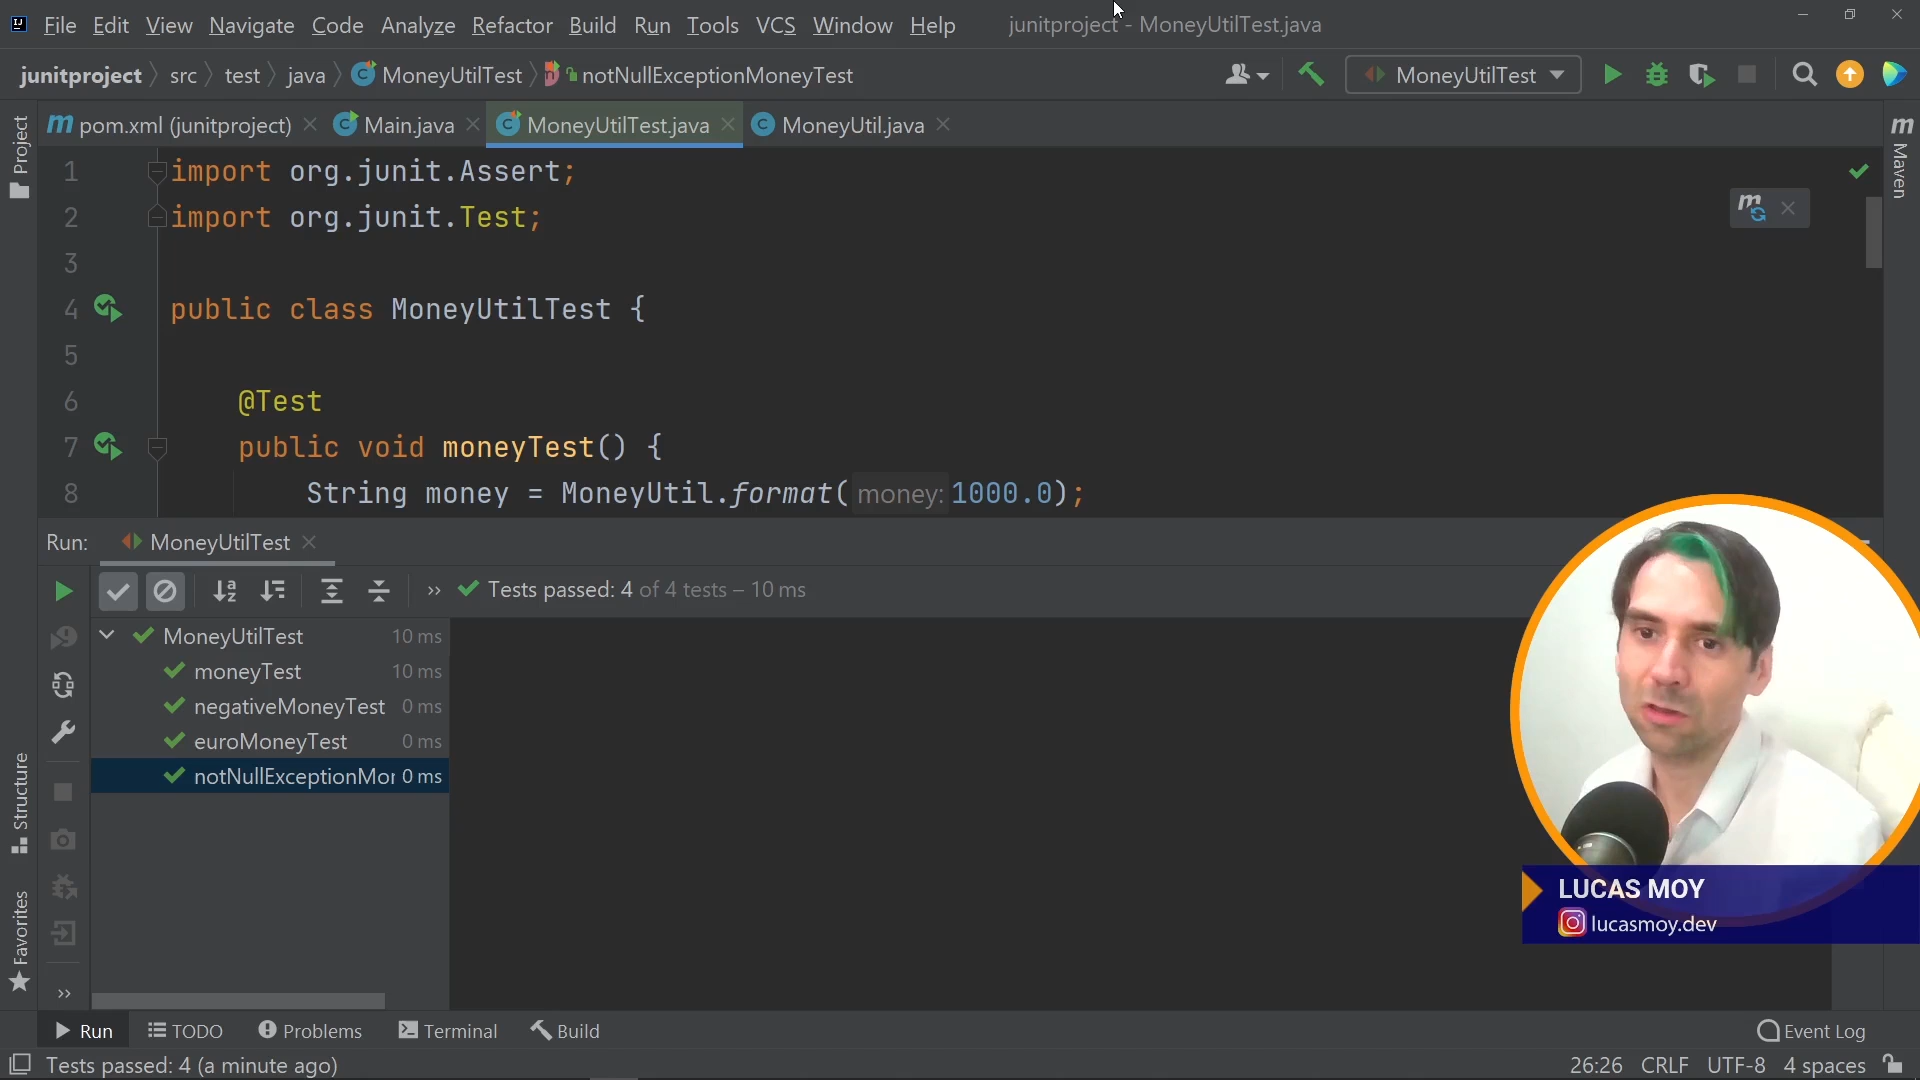 File Edit View Navigate Code Analyze Refactor Build Run Tools VCS Window Help junitproject - MoneyUtilTest.java
junitproject src test java MoneyUtilTest notNullExceptionMoneyTest MoneyUtilTest
pom.xml (junitproject) Main.java MoneyUtilTest.java MoneyUtil.java
Project
Maven
1 import org.junit.Assert;
2 import org.junit.Test;
3
4 public class MoneyUtilTest {
5
6 @Test
7 public void moneyTest() {
8 String money = MoneyUtil.format( money: 1000.0);
Run: MoneyUtilTest
Tests passed: 4 of 4 tests – 10 ms
MoneyUtilTest 10 ms
moneyTest 10 ms
negativeMoneyTest 0 ms
euroMoneyTest 0 ms
notNullExceptionMor 0 ms
Structure
Favorites
LUCAS MOY
lucasmoy.dev
Run TODO Problems Terminal Build Event Log
Tests passed: 4 (a minute ago) 26:26 CRLF UTF-8 4 spaces